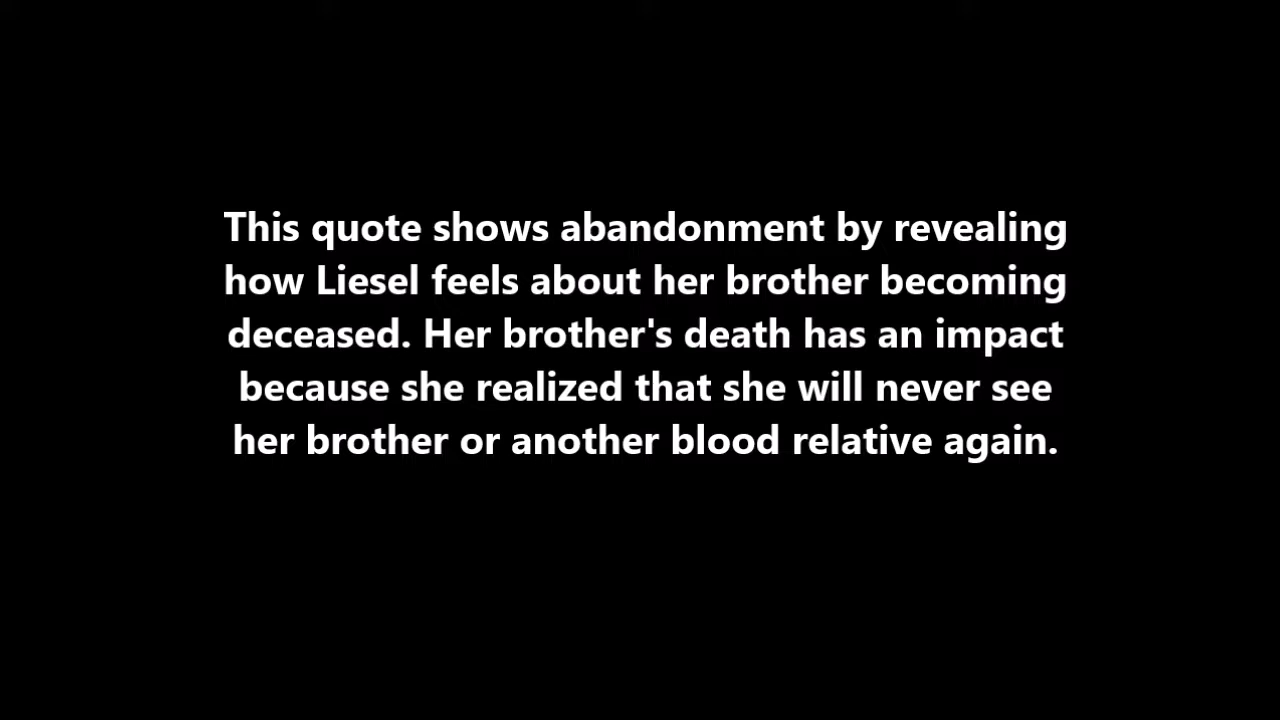 This quote shows abandonment by revealing
how Liesel feels about her brother becoming
deceased. Her brother's death has an impact
because she realized that she will never see
her brother or another blood relative again.